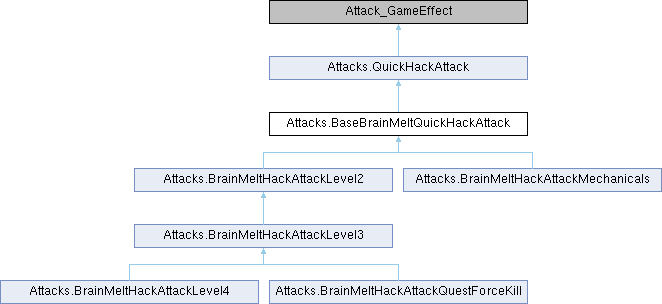 Attack_GameEffect
Attacks.QuickHackAttack
Attacks.BaseBrainMeltQuickHackAttack
Attacks.BrainMeltHackAttackLevel2
Attacks.BrainMeltHackAttackMechanicals
Attacks.BrainMeltHackAttackLevel3
Attacks.BrainMeltHackAttackLevel4
Attacks.BrainMeltHackAttackQuestForceKill